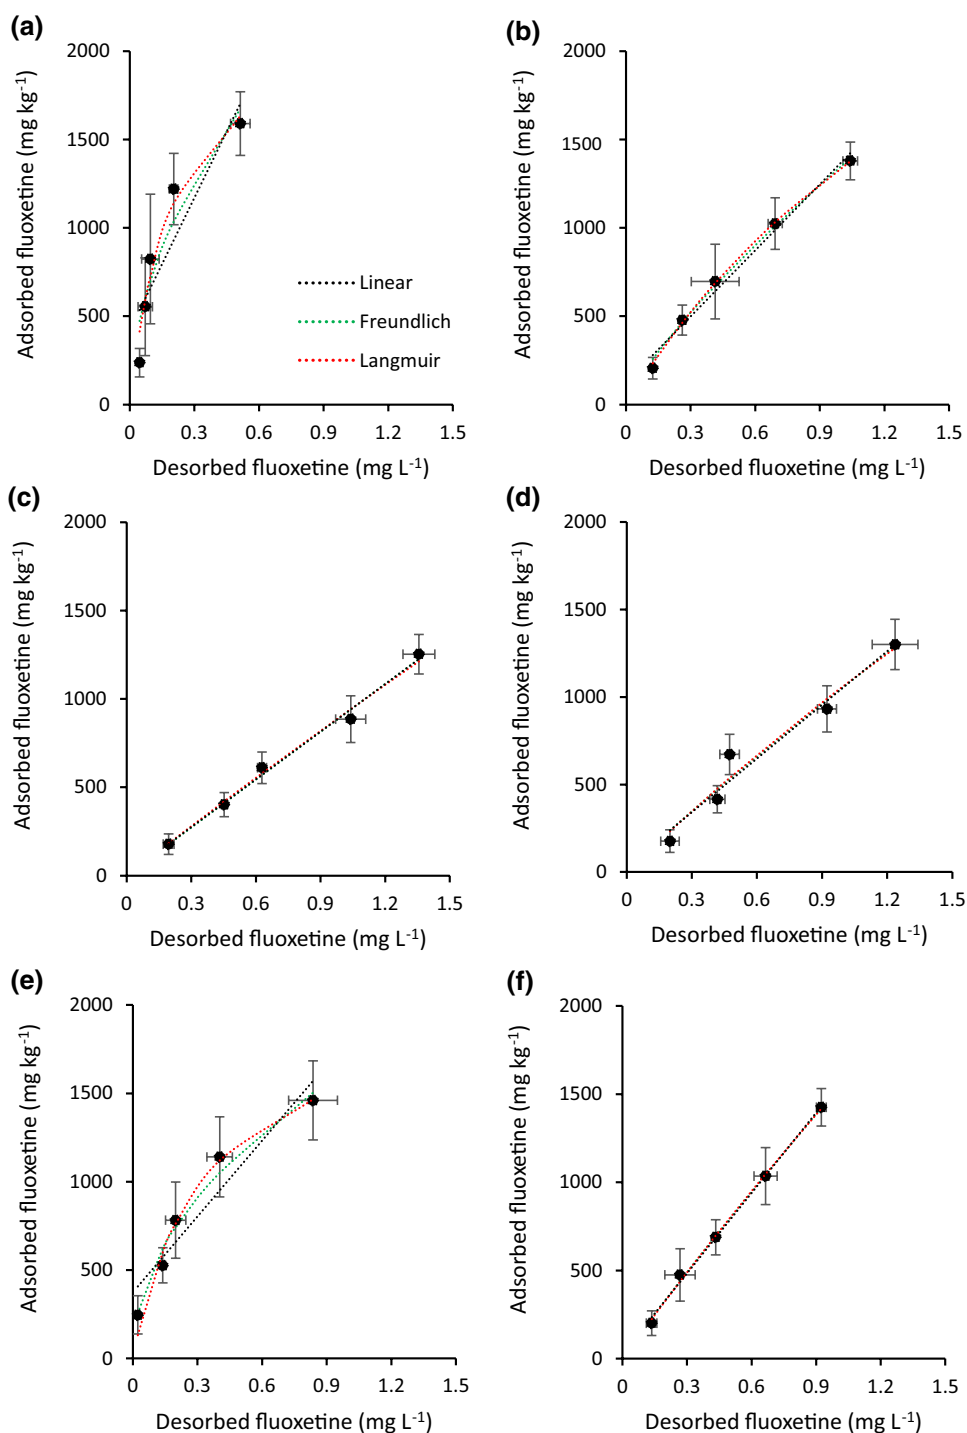 (a)
2000
1500
1000
500
0
Adsorbed fluoxetine (mg kg⁻¹)
Linear
Freundlich
Langmuir
0 0.3 0.6 0.9 1.2 1.5
Desorbed fluoxetine (mg L⁻¹)
(b)
2000
1500
1000
500
0
Adsorbed fluoxetine (mg kg⁻¹)
0 0.3 0.6 0.9 1.2 1.5
Desorbed fluoxetine (mg L⁻¹)
(c)
2000
1500
1000
500
0
Adsorbed fluoxetine (mg kg⁻¹)
0 0.3 0.6 0.9 1.2 1.5
Desorbed fluoxetine (mg L⁻¹)
(d)
2000
1500
1000
500
0
Adsorbed fluoxetine (mg kg⁻¹)
0 0.3 0.6 0.9 1.2 1.5
Desorbed fluoxetine (mg L⁻¹)
(e)
2000
1500
1000
500
0
Adsorbed fluoxetine (mg kg⁻¹)
0 0.3 0.6 0.9 1.2 1.5
Desorbed fluoxetine (mg L⁻¹)
(f)
2000
1500
1000
500
0
Adsorbed fluoxetine (mg kg⁻¹)
0 0.3 0.6 0.9 1.2 1.5
Desorbed fluoxetine (mg L⁻¹)